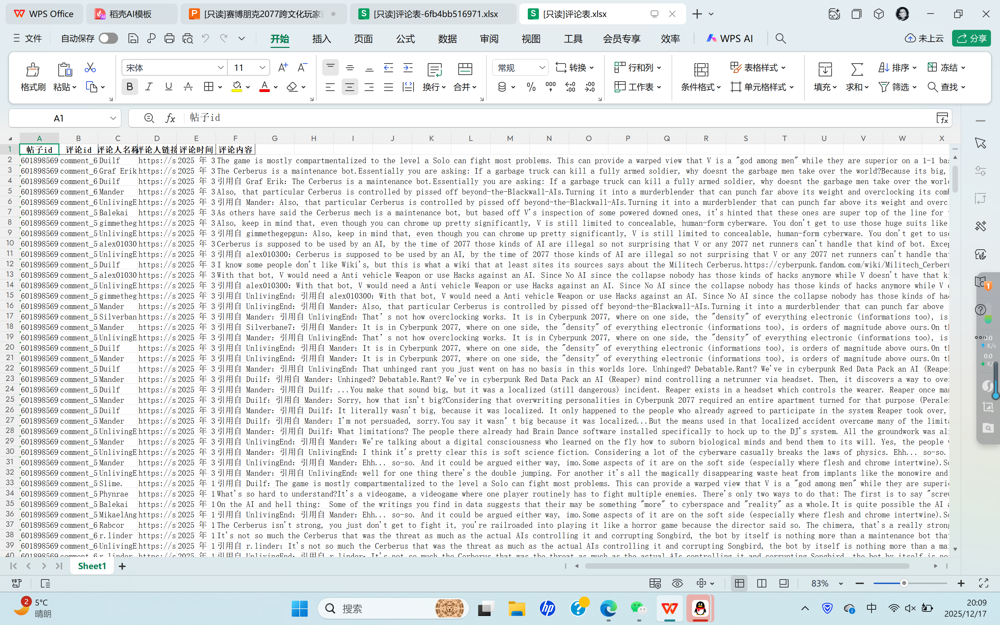 WPS Office
稻壳AI模板
[只读]赛博朋克2077跨文化玩家
[只读]评论表-6fb4bb516971.xlsx
[只读]评论表.xlsx
文件
自动保存
开始 插入 页面 公式 数据 审阅 视图 工具 会员专享 效率
WPS AI
未上云
分享
格式刷 粘贴
宋体 11
换行 合并
常规
转换
行和列
工作表
条件格式
表格样式
单元格样式
填充 求和
排序
筛选
冻结
查找
A1
帖子id
A B C D E F G H I J K L M N O P Q R S T U V W X
1 帖子id 评论id 评论人名称 评论人链接 评论时间 评论内容
2 601898569 comment_6 Duilf https://s 2025 年 3 The game is mostly compartmentalized to the level a Solo can fight most problems. This can provide a warped view that V is a "god among men" while they are superior on a 1-1 bas
3 601898569 comment_6 Graf Erik https://s 2025 年 3 The Cerberus is a maintenance bot.Essentially you are asking: If a garbage truck can kill a fully armed soldier, why doesnt the garbage men take over the world?Because its big,
4 601898569 comment_6 Duilf https://s 2025 年 3 引用自 Graf Erik：The Cerberus is a maintenance bot.Essentially you are asking: If a garbage truck can kill a fully armed soldier, why doesnt the garbage men take over the worl
5 601898569 comment_6 Mander https://s 2025 年 3 Also, that particular Cerberus is controlled by pissed off beyond-the-Blackwall-AIs.Turning it into a murderblender that can punch far above its weight and overclocking its com
6 601898569 comment_6 UnlivingE https://s 2025 年 3 引用自 Mander：Also, that particular Cerberus is controlled by pissed off beyond-the-Blackwall-AIs.Turning it into a murderblender that can punch far above its weight and overc
7 601898569 comment_5 Balekai https://s 2025 年 3 As others have said the Cerberus mech is a maintenance bot, but based off V's inspection of some powered downed ones, it's hinted that these ones are super top of the line for
8 601898569 comment_5 gimmetheg https://s 2025 年 3 Also, keep in mind that, even though you can chrome up pretty significantly, V is still limited to concealable, human-form cyberware. You don't get to use those huge suits like
9 601898569 comment_5 UnlivingE https://s 2025 年 3 引用自 gimmethegepgun：Also, keep in mind that, even though you can chrome up pretty significantly, V is still limited to concealable, human-form cyberware. You don't get to use
10 601898569 comment_5 alex01030 https://s 2025 年 3 Cerberus is supposed to be used by an AI, by the time of 2077 those kinds of AI are illegal so not surprising that V or any 2077 net runners can't handle that kind of bot. Excep
11 601898569 comment_5 UnlivingE https://s 2025 年 3 引用自 alex010300：Cerberus is supposed to be used by an AI, by the time of 2077 those kinds of AI are illegal so not surprising that V or any 2077 net runners can't handle tha
12 601898569 comment_5 Duilf https://s 2025 年 3 I know some people don't like Wiki's, but this is what a wiki that at least sites its sources says about the Militech Cerberus.https://cyberpunk.fandom.com/wiki/Militech_Cerberu
13 601898569 comment_5 alex01030 https://s 2025 年 3 With that bot, V would need a Anti vehicle Weapon or use Hacks against an AI. Since No AI since the collapse nobody has those kinds of hacks anymore while V doesn't have that k
14 601898569 comment_5 UnlivingE https://s 2025 年 3 引用自 alex010300：With that bot, V would need a Anti vehicle Weapon or use Hacks against an AI. Since No AI since the collapse nobody has those kinds of hacks anymore while V
15 601898569 comment_5 gimmetheg https://s 2025 年 3 引用自 UnlivingEnd：引用自 alex010300：With that bot, V would need a Anti vehicle Weapon or use Hacks against an AI. Since No AI since the collapse nobody has those kinds of ha
16 601898569 comment_5 Mander https://s 2025 年 3 引用自 UnlivingEnd：引用自 Mander：Also, that particular Cerberus is controlled by pissed off beyond-the-Blackwall-AIs.Turning it into a murderblender that can punch far above
17 601898569 comment_5 Silverban https://s 2025 年 3 引用自 Mander：引用自 UnlivingEnd：That’s not how overclocking works. It is in Cyberpunk 2077, where on one side, the "density" of everything electronic (informations too), is
18 601898569 comment_5 Mander https://s 2025 年 3 引用自 Silverbane7：引用自 Mander：It is in Cyberpunk 2077, where on one side, the "density" of everything electronic (informations too), is orders of magnitude above ours.On t
19 601898569 comment_5 UnlivingE https://s 2025 年 3 引用自 Mander：引用自 UnlivingEnd：That’s not how overclocking works. It is in Cyberpunk 2077, where on one side, the "density" of everything electronic (informations too), is
20 601898569 comment_5 Duilf https://s 2025 年 3 引用自 UnlivingEnd：引用自 Mander：It is in Cyberpunk 2077, where on one side, the "density" of everything electronic (informations too), is orders of magnitude above ours.On t
21 601898569 comment_5 Mander https://s 2025 年 3 引用自 UnlivingEnd：引用自 Mander：It is in Cyberpunk 2077, where on one side, the "density" of everything electronic (informations too), is orders of magnitude above ours.On t
22 601898569 comment_5 Duilf https://s 2025 年 3 引用自 Mander：引用自 UnlivingEnd：That unhinged rant you just went on has no basis in this worlds lore. Unhinged? Debatable.Rant? We've in cyberpunk Red Data Pack an AI (Reape
23 601898569 comment_5 Mander https://s 2025 年 3 引用自 Duilf：引用自 Mander：Unhinged? Debatable.Rant? We've in cyberpunk Red Data Pack an AI (Reaper) mind controlling a netrunner via headset. Then, it discovers a way to ove
24 601898569 comment_5 Duilf https://s 2025 年 3 引用自 Mander：引用自 Duilf：...You make that sound big, but it was a localized (still dangerous) incident. Reaper exists in a headset which controls the wearer. Reaper once ma
25 601898569 comment_5 Mander https://s 2025 年 3 引用自 Duilf：引用自 Mander：Sorry, how that isn't big?Considering that overwriting personalities in Cyberpunk 2077 required an entire apartment turned for that purpose (Perale
26 601898569 comment_5 Duilf https://s 2025 年 3 引用自 Mander：引用自 Duilf：It literally wasn't big, because it was localized. It only happened to the people who already agreed to participate in the system Reaper took over,
27 601898569 comment_5 Mander https://s 2025 年 3 引用自 Duilf：引用自 Mander：I'm not persuaded, sorry.You say it wasn’t big because it was localized...But the means used in that localized accident overcame many of the limit
28 601898569 comment_5 UnlivingE https://s 2025 年 3 引用自 Mander：引用自 Duilf：What limitations? The people there already had Brain Dance software installed specifically to hock up to the DJ's system. All the groundwork was al
29 601898569 comment_5 Mander https://s 2025 年 3 引用自 UnlivingEnd：引用自 Mander：We're talking about a digital consciousness who learned on the fly how to suborn biological minds and bend them to its will. Yes, the people
30 601898569 comment_5 UnlivingE https://s 2025 年 3 引用自 Mander：引用自 UnlivingEnd：I think it's pretty clear this is soft science fiction. Considering a lot of the cyberware casually breaks the laws of physics. Ehh... so-so.
31 601898569 comment_5 Mander https://s 2025 年 3 引用自 UnlivingEnd：引用自 Mander：Ehh... so-so. And it could be argued either way, imo.Some aspects of it are on the soft side (especially where flesh and chrome intertwine).So
32 601898569 comment_5 UnlivingE https://s 2025 年 3 引用自 Mander：引用自 UnlivingEnd：well for one thing there's the double jumping. For another it's all the magically disappearing waste heat from implants like the monowire and
33 601898569 comment_5 Slime. https://s 2025 年 1 引用自 Duilf：The game is mostly compartmentalized to the level a Solo can fight most problems. This can provide a warped view that V is a "god among men" while they are superi
34 601898569 comment_5 Phynrae https://s 2025 年 1 What's so hard to understand?It's a videogame, a videogame where one player routinely has to fight multiple enemies. There's only two ways to do that: The first is to say "screw
35 601898569 comment_5 Balekai https://s 2025 年 1 On the AI and hell thing:  Some of the writings you find in data suggests that their may be something "more" to cyberspace and "reality" as a whole.It is quite possible the AI a
36 601898569 comment_5 MikaelAng https://s 2025 年 1 引用自 UnlivingEnd：引用自 Mander：Ehh... so-so. And it could be argued either way, imo.Some aspects of it are on the soft side (especially where flesh and chrome intertwine).So
37 601898569 comment_6 Rabcor https://s 2025 年 1 The Cerberus isn't strong, you just don't get to fight it, you're railroaded into playing it like a horror game because the director said so. The chimera, that's a really strong
38 601898569 comment_6 r.linder https://s 2025 年 1 It's not so much the Cerberus that was the threat as much as the actual AIs controlling it and corrupting Songbird, the bot by itself is nothing more than a maintenance bot tha
39 601898569 comment_6 UnlivingE https://s 2025 年 1 引用自 r.linder：It's not so much the Cerberus that was the threat as much as the actual AIs controlling it and corrupting Songbird, the bot by itself is nothing more than a ma
40 601898569 comment_6 r.linder https://s 2025 年 1 引用自 UnlivingEnd：引用自 r.linder：It's not so much the Cerberus that was the threat as much as the actual AIs controlling it and corrupting Songbird, the bot by itself is no
Sheet1
83%
2
5°C
晴朗
搜索
中
20:09
2025/12/17
1
0.0
K/s
0.0
K/